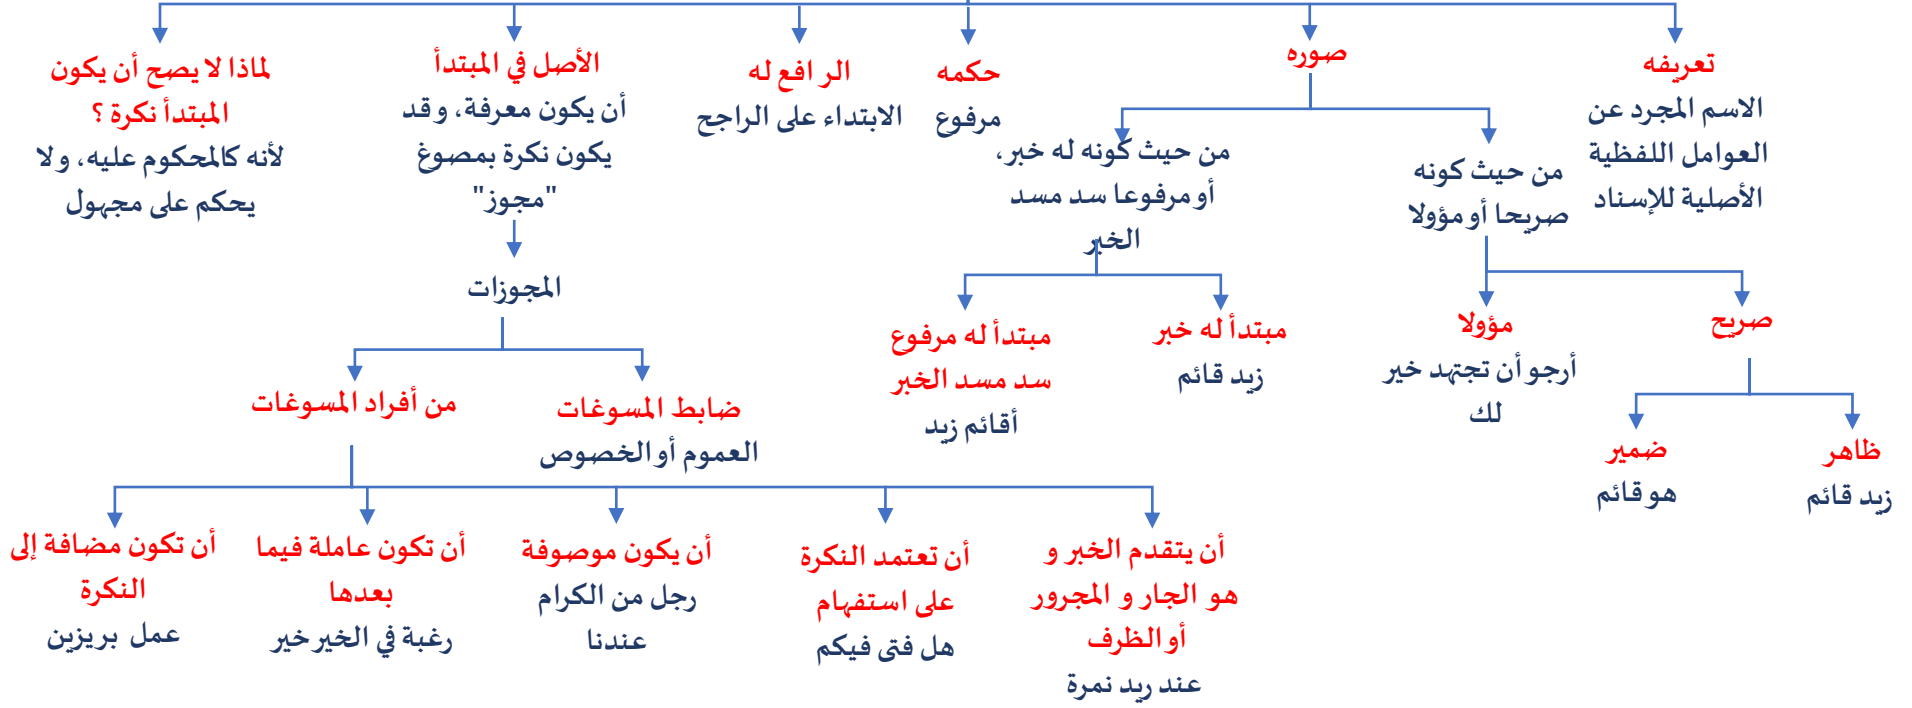 تعريفه
الاسم المجرد عن
العوامل اللفظية
الأصلية للإسناد
صوره
من حيث كونه
صريحا أو مؤولا
صريح
ظاهر
زيد قائم
ضمير
هو قائم
مؤولا
أرجو أن تجتهد خير
لك
من حيث كونه له خبر،
أو مرفوعا سد مسد
الخبر
مبتدأ له خبر
زيد قائم
مبتدأ له مرفوع
سد مسد الخبر
أقائم زيد
حكمه
مرفوع
الرافع له
الابتداء على الراجح
الأصل في المبتدأ
أن يكون معرفة، وقد
يكون نكرة بمصوغ
"مجوز"
المجوزات
ضابط المسوغات
العموم أو الخصوص
من أفراد المسوغات
أن يتقدم الخبر و
هو الجار و المجرور
أو الظرف
عند ريد نمرة
أن تعتمد النكرة
على استفهام
هل فتى فيكم
أن يكون موصوفة
رجل من الكرام
عندنا
أن تكون عاملة فيما
بعدها
رغبة في الخير خير
أن تكون مضافة إلى
النكرة
عمل بريزين
لماذا لا يصح أن يكون
المبتدأ نكرة ؟
لأنه كالمحكوم عليه، ولا
يحكم على مجهول